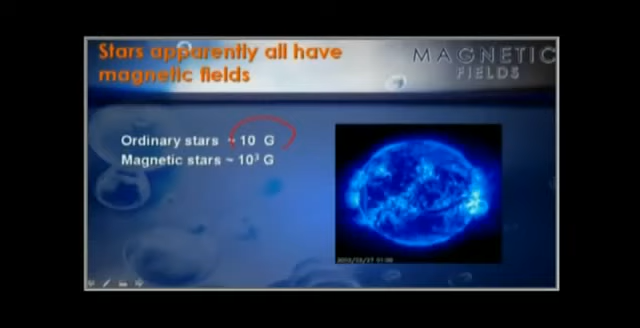 Stars apparently all have
magnetic fields
MAGNETIC
FIELDS
Ordinary stars ~ 10 G
Magnetic stars ~ 10³ G